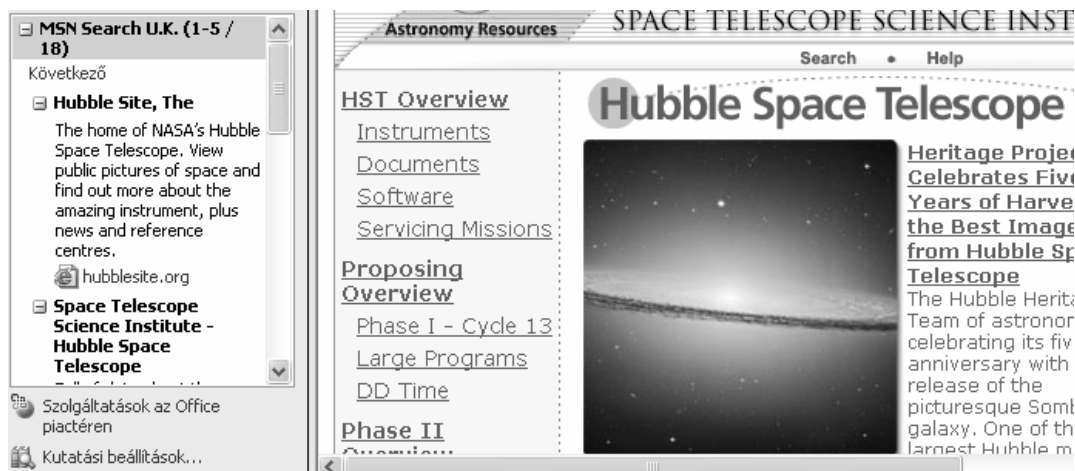 MSN Search U.K. (1-5 /
18)
Következő
Hubble Site, The
The home of NASA's Hubble
Space Telescope. View
public pictures of space and
find out more about the
amazing instrument, plus
news and reference
centres.
hubblesite.org
Space Telescope
Science Institute -
Hubble Space
Telescope
Szolgáltatások az Office
piactéren
Kutatási beállítások...
Astronomy Resources
SPACE TELESCOPE SCIENCE INST
Search • Help
HST Overview
Instruments
Documents
Software
Servicing Missions
Proposing
Overview
Phase I - Cycle 13
Large Programs
DD Time
Phase II
Overview
Hubble Space Telescope
Heritage Projec
Celebrates Five
Years of Harve
the Best Image
from Hubble Sp
Telescope
The Hubble Herita
Team of astronom
celebrating its fiv
anniversary with
release of the
picturesque Somb
galaxy. One of th
largest Hubble m